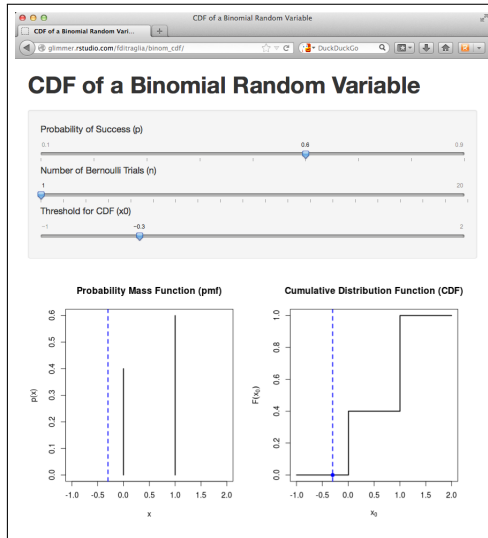 CDF of a Binomial Random Variable
CDF of a Binomial Random Vari...
glimmer.rstudio.com/fditraglia/binom_cdf/
DuckDuckGo
CDF of a Binomial Random Variable
Probability of Success (p)
0.1 0.6 0.9
Number of Bernoulli Trials (n)
1 20
Threshold for CDF (x0)
−1 −0.3 2
Probability Mass Function (pmf)
p(x)
0.6
0.5
0.4
0.3
0.2
0.1
0.0
-1.0 -0.5 0.0 0.5 1.0 1.5 2.0
x
Cumulative Distribution Function (CDF)
F(x₀)
1.0
0.8
0.6
0.4
0.2
0.0
-1.0 -0.5 0.0 0.5 1.0 1.5 2.0
x₀